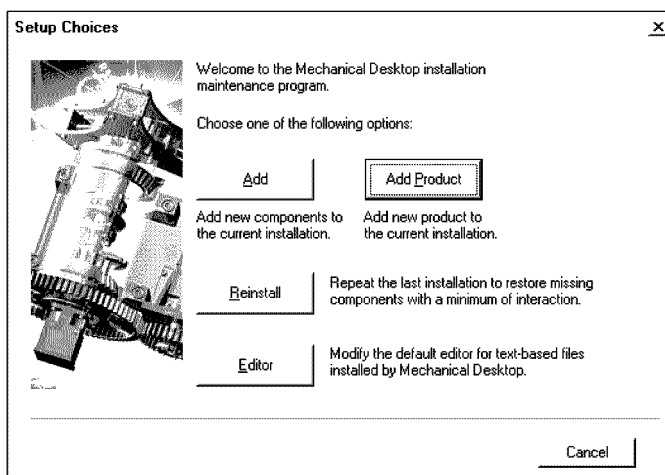 Setup Choices
Welcome to the Mechanical Desktop installation
maintenance program.
Choose one of the following options:
Add
Add Product
Add new components to
the current installation.
Add new product to
the current installation.
Reinstall
Repeat the last installation to restore missing
components with a minimum of interaction.
Editor
Modify the default editor for text-based files
installed by Mechanical Desktop.
Cancel